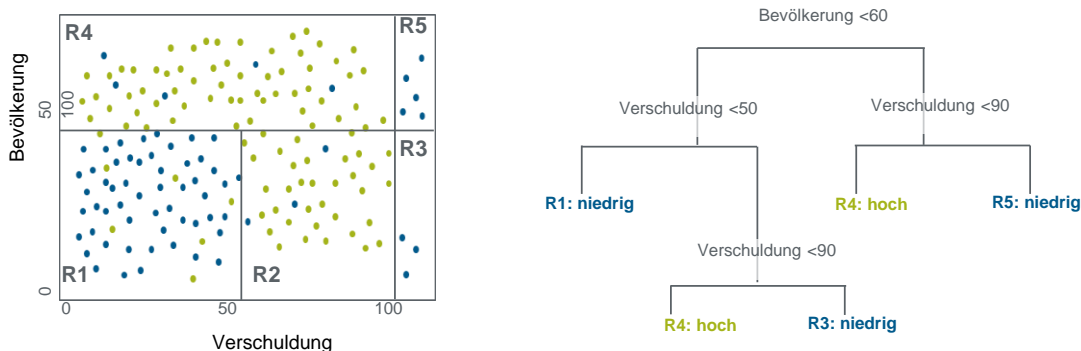 R4
R5
100
50
Bevölkerung
R3
R1
R2
0
0
50
100
Verschuldung
Bevölkerung <60
Verschuldung <50
Verschuldung <90
R1: niedrig
R4: hoch
R5: niedrig
Verschuldung <90
R4: hoch
R3: niedrig